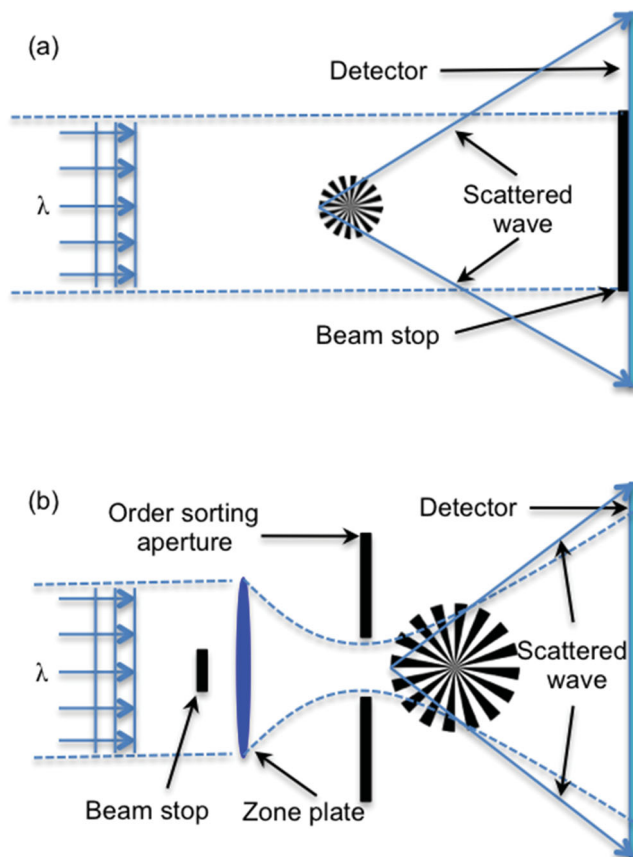 (a)
Detector
λ
Scattered
wave
Beam stop
(b)
Order sorting
aperture
Detector
λ
Scattered
wave
Beam stop
Zone plate